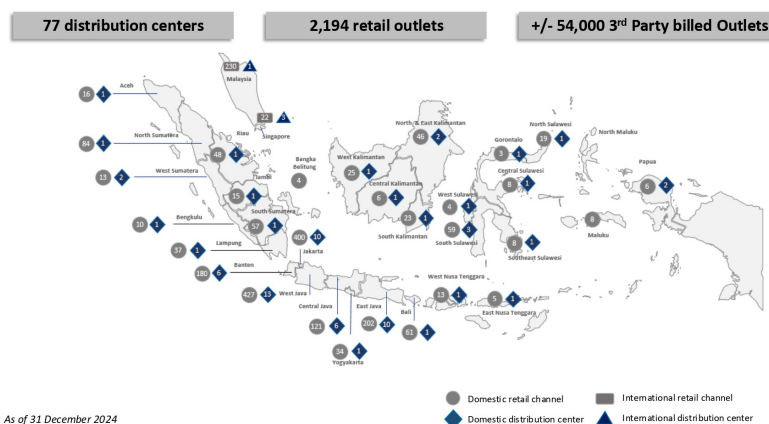 77 distribution centers
2,194 retail outlets
+/- 54,000 3rd Party billed Outlets
230 1
Malaysia
Aceh
16 1
22 3
Singapore
North Sumatera
84 1
Riau
48 1
West Sumatera
13 2
Bangka
Belitung
4
Jambi
15 1
Bengkulu
10 1
South Sumatera
57 1
Lampung
37 1
400 10
Jakarta
Banten
180 6
427 13
West Java
Central Java
121 6
34 1
Yogyakarta
East Java
202 10
Bali
61 1
North & East Kalimantan
46 2
West Kalimantan
25 1
Central Kalimantan
6 1
23 1
South Kalimantan
North Sulawesi
19 1
North Maluku
Gorontalo
3 1
Central Sulawesi
8 1
West Sulawesi
4 1
59 3
South Sulawesi
8 1
Southeast Sulawesi
Papua
6 2
8
Maluku
West Nusa Tenggara
13 1
5 1
East Nusa Tenggara
Domestic retail channel
International retail channel
Domestic distribution center
International distribution center
As of 31 December 2024